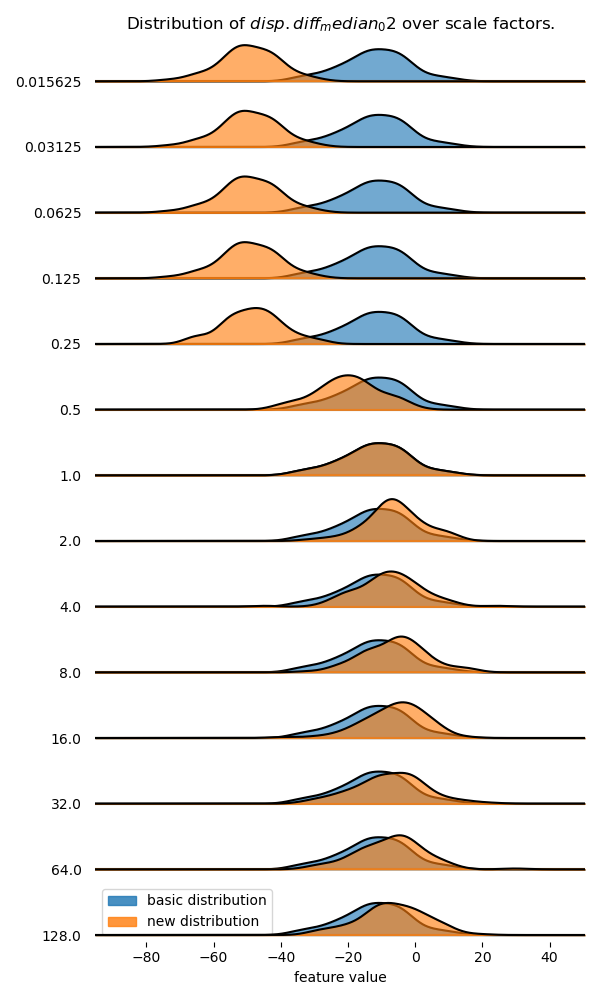 Distribution of disp.diffₘedian₀2 over scale factors.
0.015625
0.03125
0.0625
0.125
0.25
0.5
1.0
2.0
4.0
8.0
16.0
32.0
64.0
128.0
basic distribution
new distribution
−80 −60 −40 −20 0 20 40
feature value